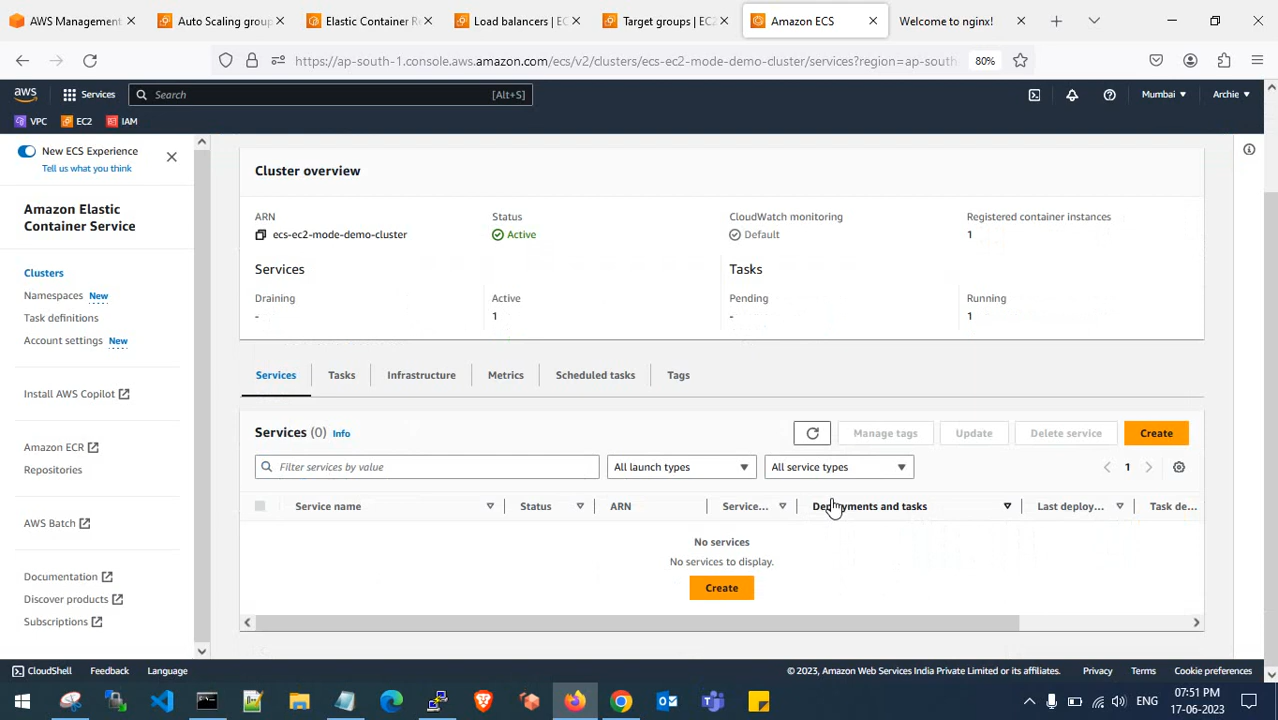 AWS Management
Auto Scaling group
Elastic Container Re
Load balancers | EC
Target groups | EC2
Amazon ECS
Welcome to nginx!
https://ap-south-1.console.aws.amazon.com/ecs/v2/clusters/ecs-ec2-mode-demo-cluster/services?region=ap-south
80%
aws
Services
Search
[Alt+S]
Mumbai
Archie
VPC
EC2
IAM
New ECS Experience
Tell us what you think
Amazon Elastic
Container Service
Clusters
Namespaces New
Task definitions
Account settings New
Install AWS Copilot
Amazon ECR
Repositories
AWS Batch
Documentation
Discover products
Subscriptions
Cluster overview
ARN
ecs-ec2-mode-demo-cluster
Status
Active
CloudWatch monitoring
Default
Registered container instances
1
Services
Draining
-
Active
1
Tasks
Pending
-
Running
1
Services
Tasks
Infrastructure
Metrics
Scheduled tasks
Tags
Services (0) Info
Manage tags
Update
Delete service
Create
Filter services by value
All launch types
All service types
1
Service name
Status
ARN
Service...
Deployments and tasks
Last deploy...
Task de...
No services
No services to display.
Create
CloudShell
Feedback
Language
© 2023, Amazon Web Services India Private Limited or its affiliates.
Privacy
Terms
Cookie preferences
ENG
07:51 PM
17-06-2023